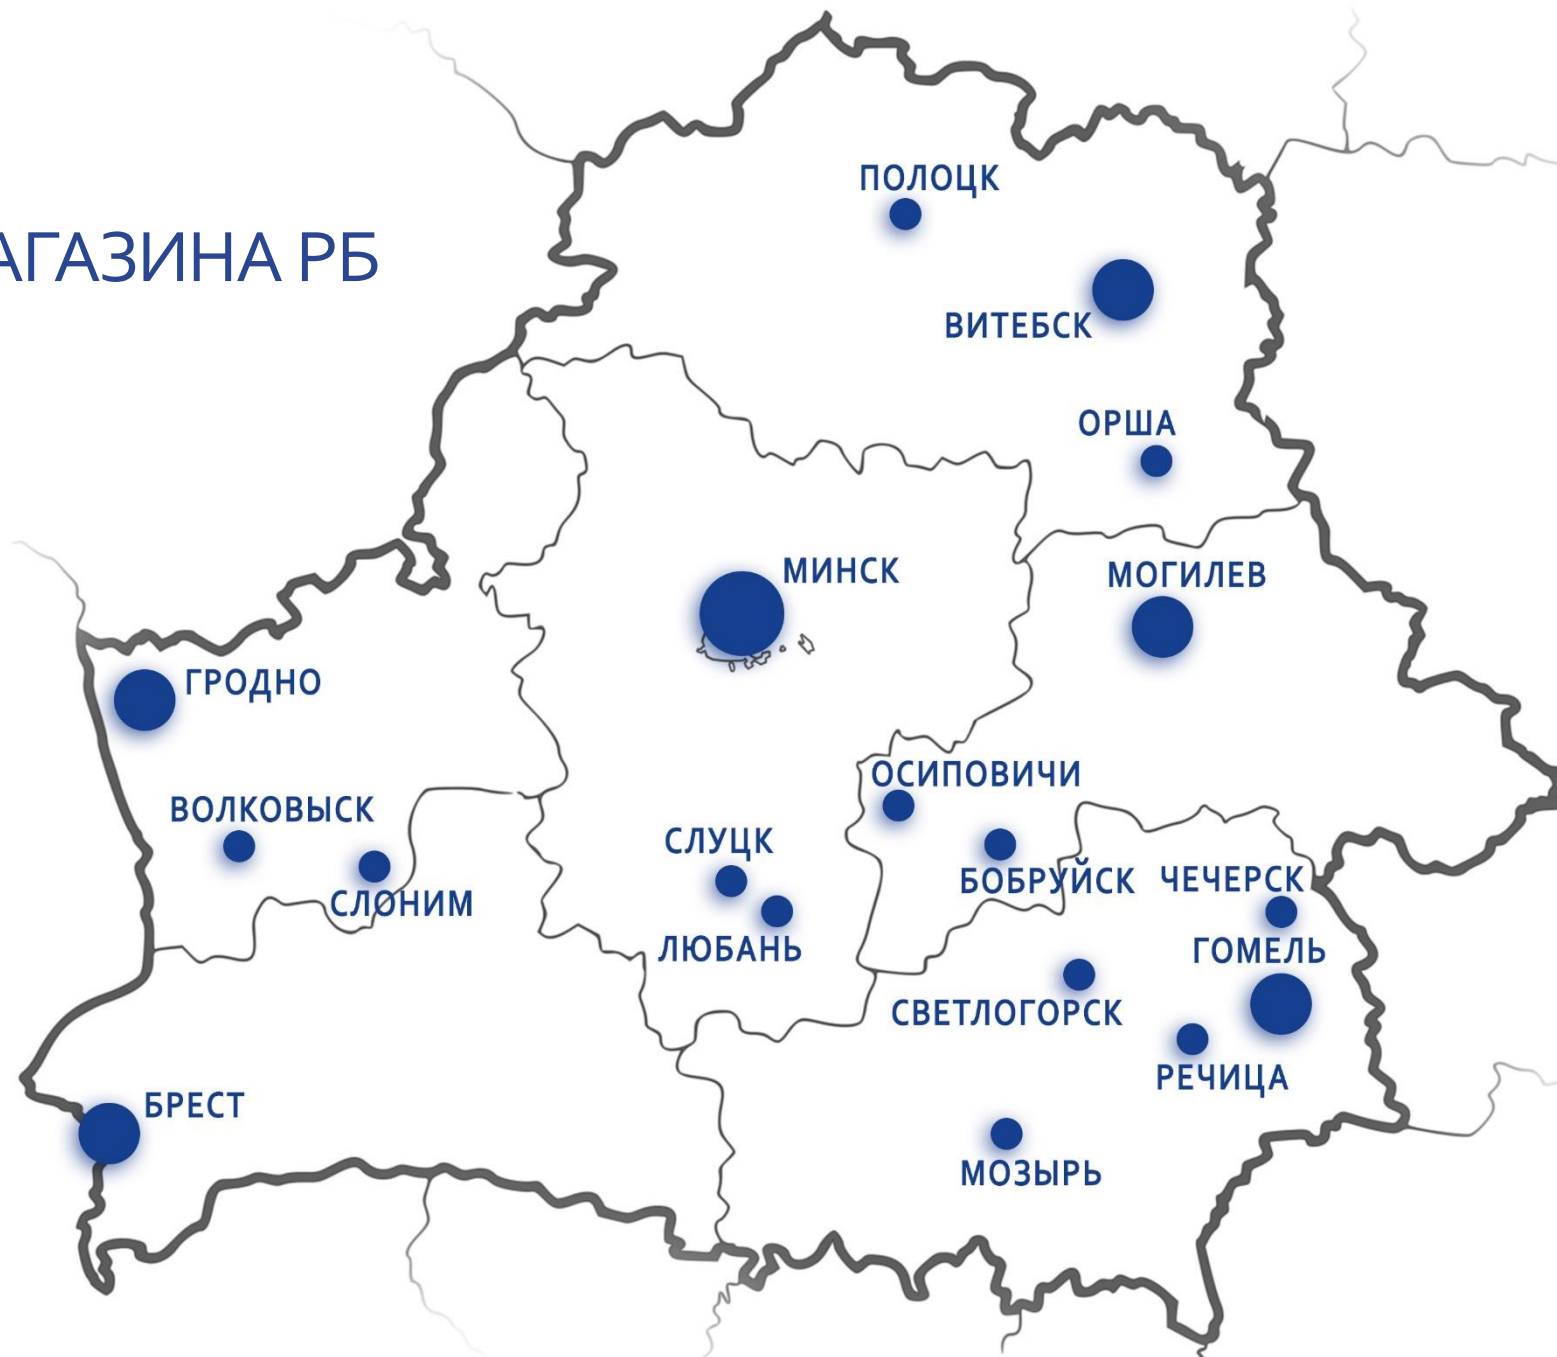 АГАЗИНА РБ
ПОЛОЦК
ВИТЕБСК
ОРША
МИНСК
МОГИЛЕВ
ГРОДНО
ВОЛКОВЫСК
СЛОНИМ
ОСИПОВИЧИ
СЛУЦК
БОБРУЙСК
ЧЕЧЕРСК
ЛЮБАНЬ
ГОМЕЛЬ
СВЕТЛОГОРСК
РЕЧИЦА
БРЕСТ
МОЗЫРЬ